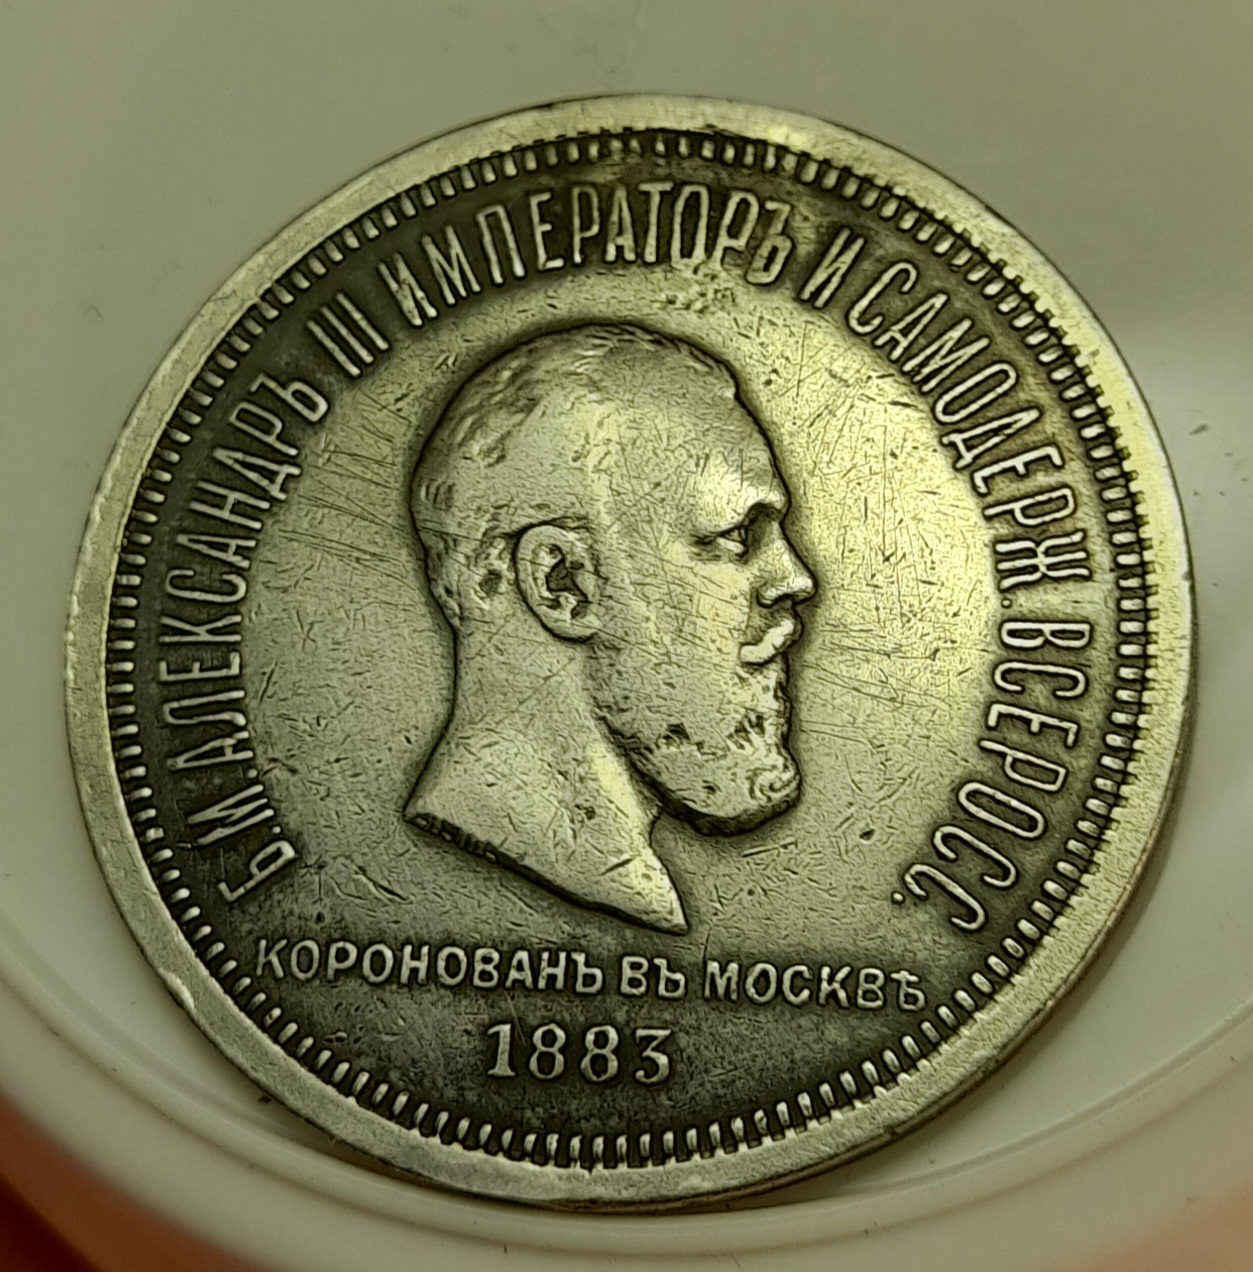 Б.М.АЛЕКСАНДРЪ III ИМПЕРАТОРЪ И САМОДЕРЖ. ВСЕРОСС.
КОРОНОВАНЪ ВЪ МОСКВѢ
1883